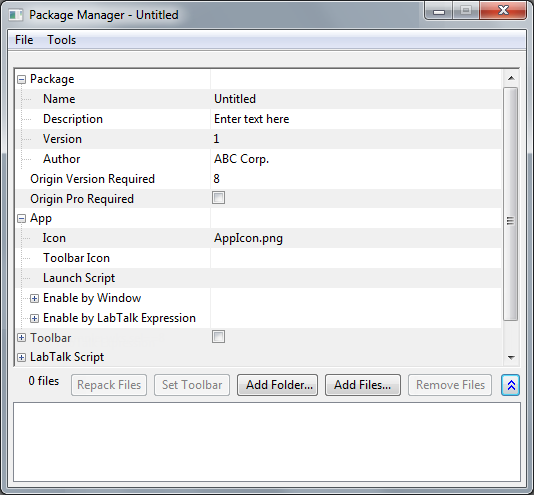 Package Manager - Untitled
File Tools
Package
Name Untitled
Description Enter text here
Version 1
Author ABC Corp.
Origin Version Required 8
Origin Pro Required
App
Icon AppIcon.png
Toolbar Icon
Launch Script
Enable by Window
Enable by LabTalk Expression
Toolbar
LabTalk Script
0 files Repack Files Set Toolbar Add Folder... Add Files... Remove Files